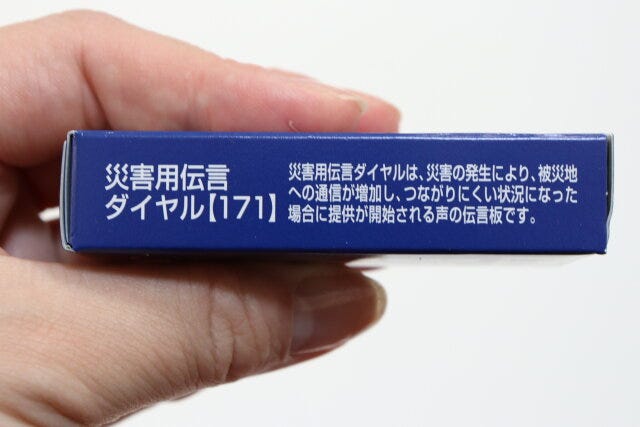 災害用伝言
ダイヤル【171】
災害用伝言ダイヤルは、災害の発生により、被災地
への通信が増加し、つながりにくい状況になった
場合に提供が開始される声の伝言板です。